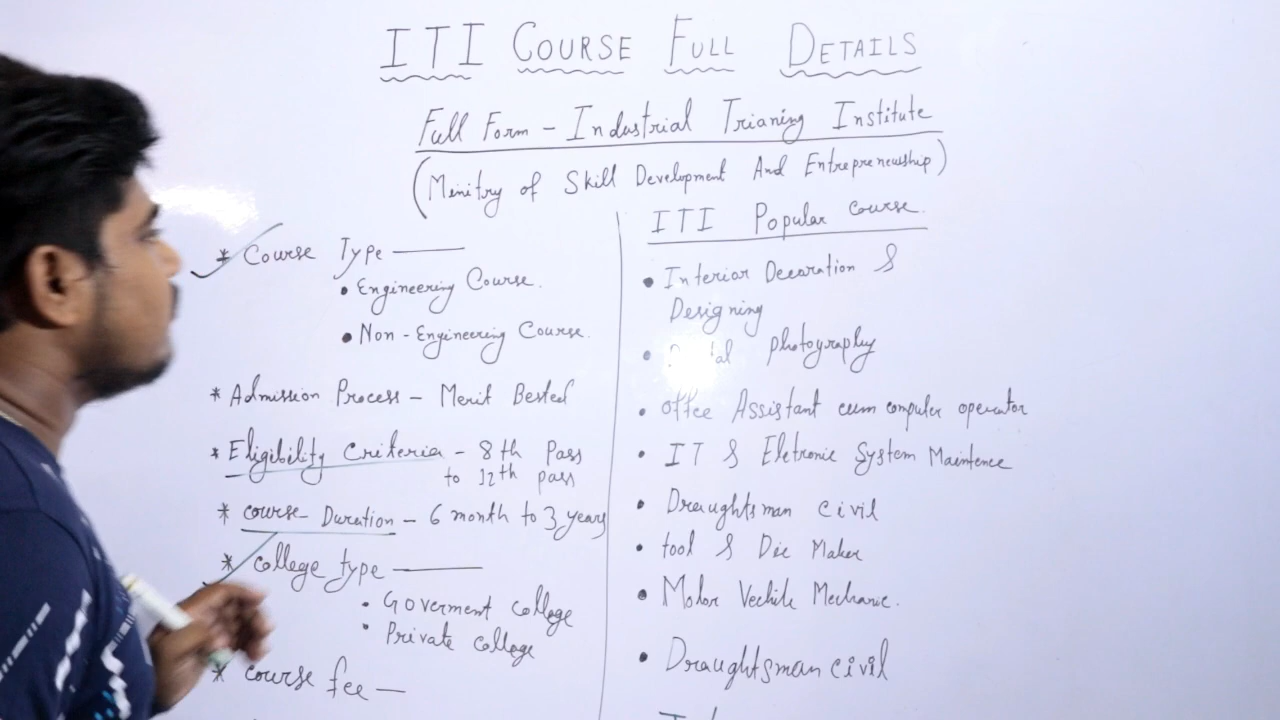 ITI COURSE FULL DETAILS
Full Form - Industrial Trianing Institute
(Menitry of Skill Development And Entrepreneuship)
* Course Type
• Engineering Course.
• Non-Engineering Course.
* Admission Process - Merit Bested
* Eligibility Criteria - 8th Pass
to 12th pass
* course Duration - 6 month to 3 years
* college type
• Goverment college
• Private college
* course fee -
ITI Popular course.
• Interior Decoration &
Designing
• photography
• offce Assistant cum computer operator
• IT & Eletronic System Maintence
• Draughtsman civil
• tool & Die Maker
• Motor Vechile Mechanic.
• Draughtsman civil